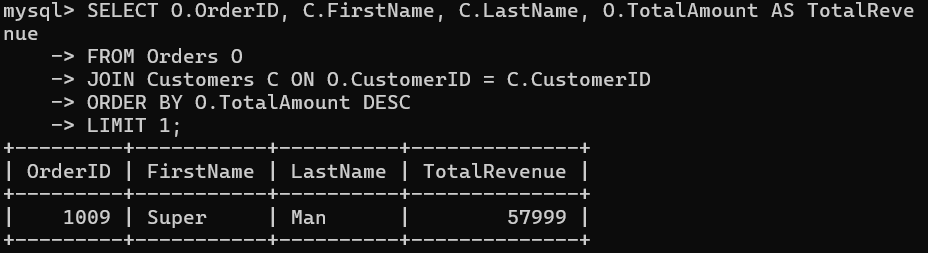 mysql> SELECT O.OrderID, C.FirstName, C.LastName, O.TotalAmount AS TotalReve
nue
    -> FROM Orders O
    -> JOIN Customers C ON O.CustomerID = C.CustomerID
    -> ORDER BY O.TotalAmount DESC
    -> LIMIT 1;
+---------+-----------+----------+--------------+
| OrderID | FirstName | LastName | TotalRevenue |
+---------+-----------+----------+--------------+
|    1009 | Super     | Man      |        57999 |
+---------+-----------+----------+--------------+